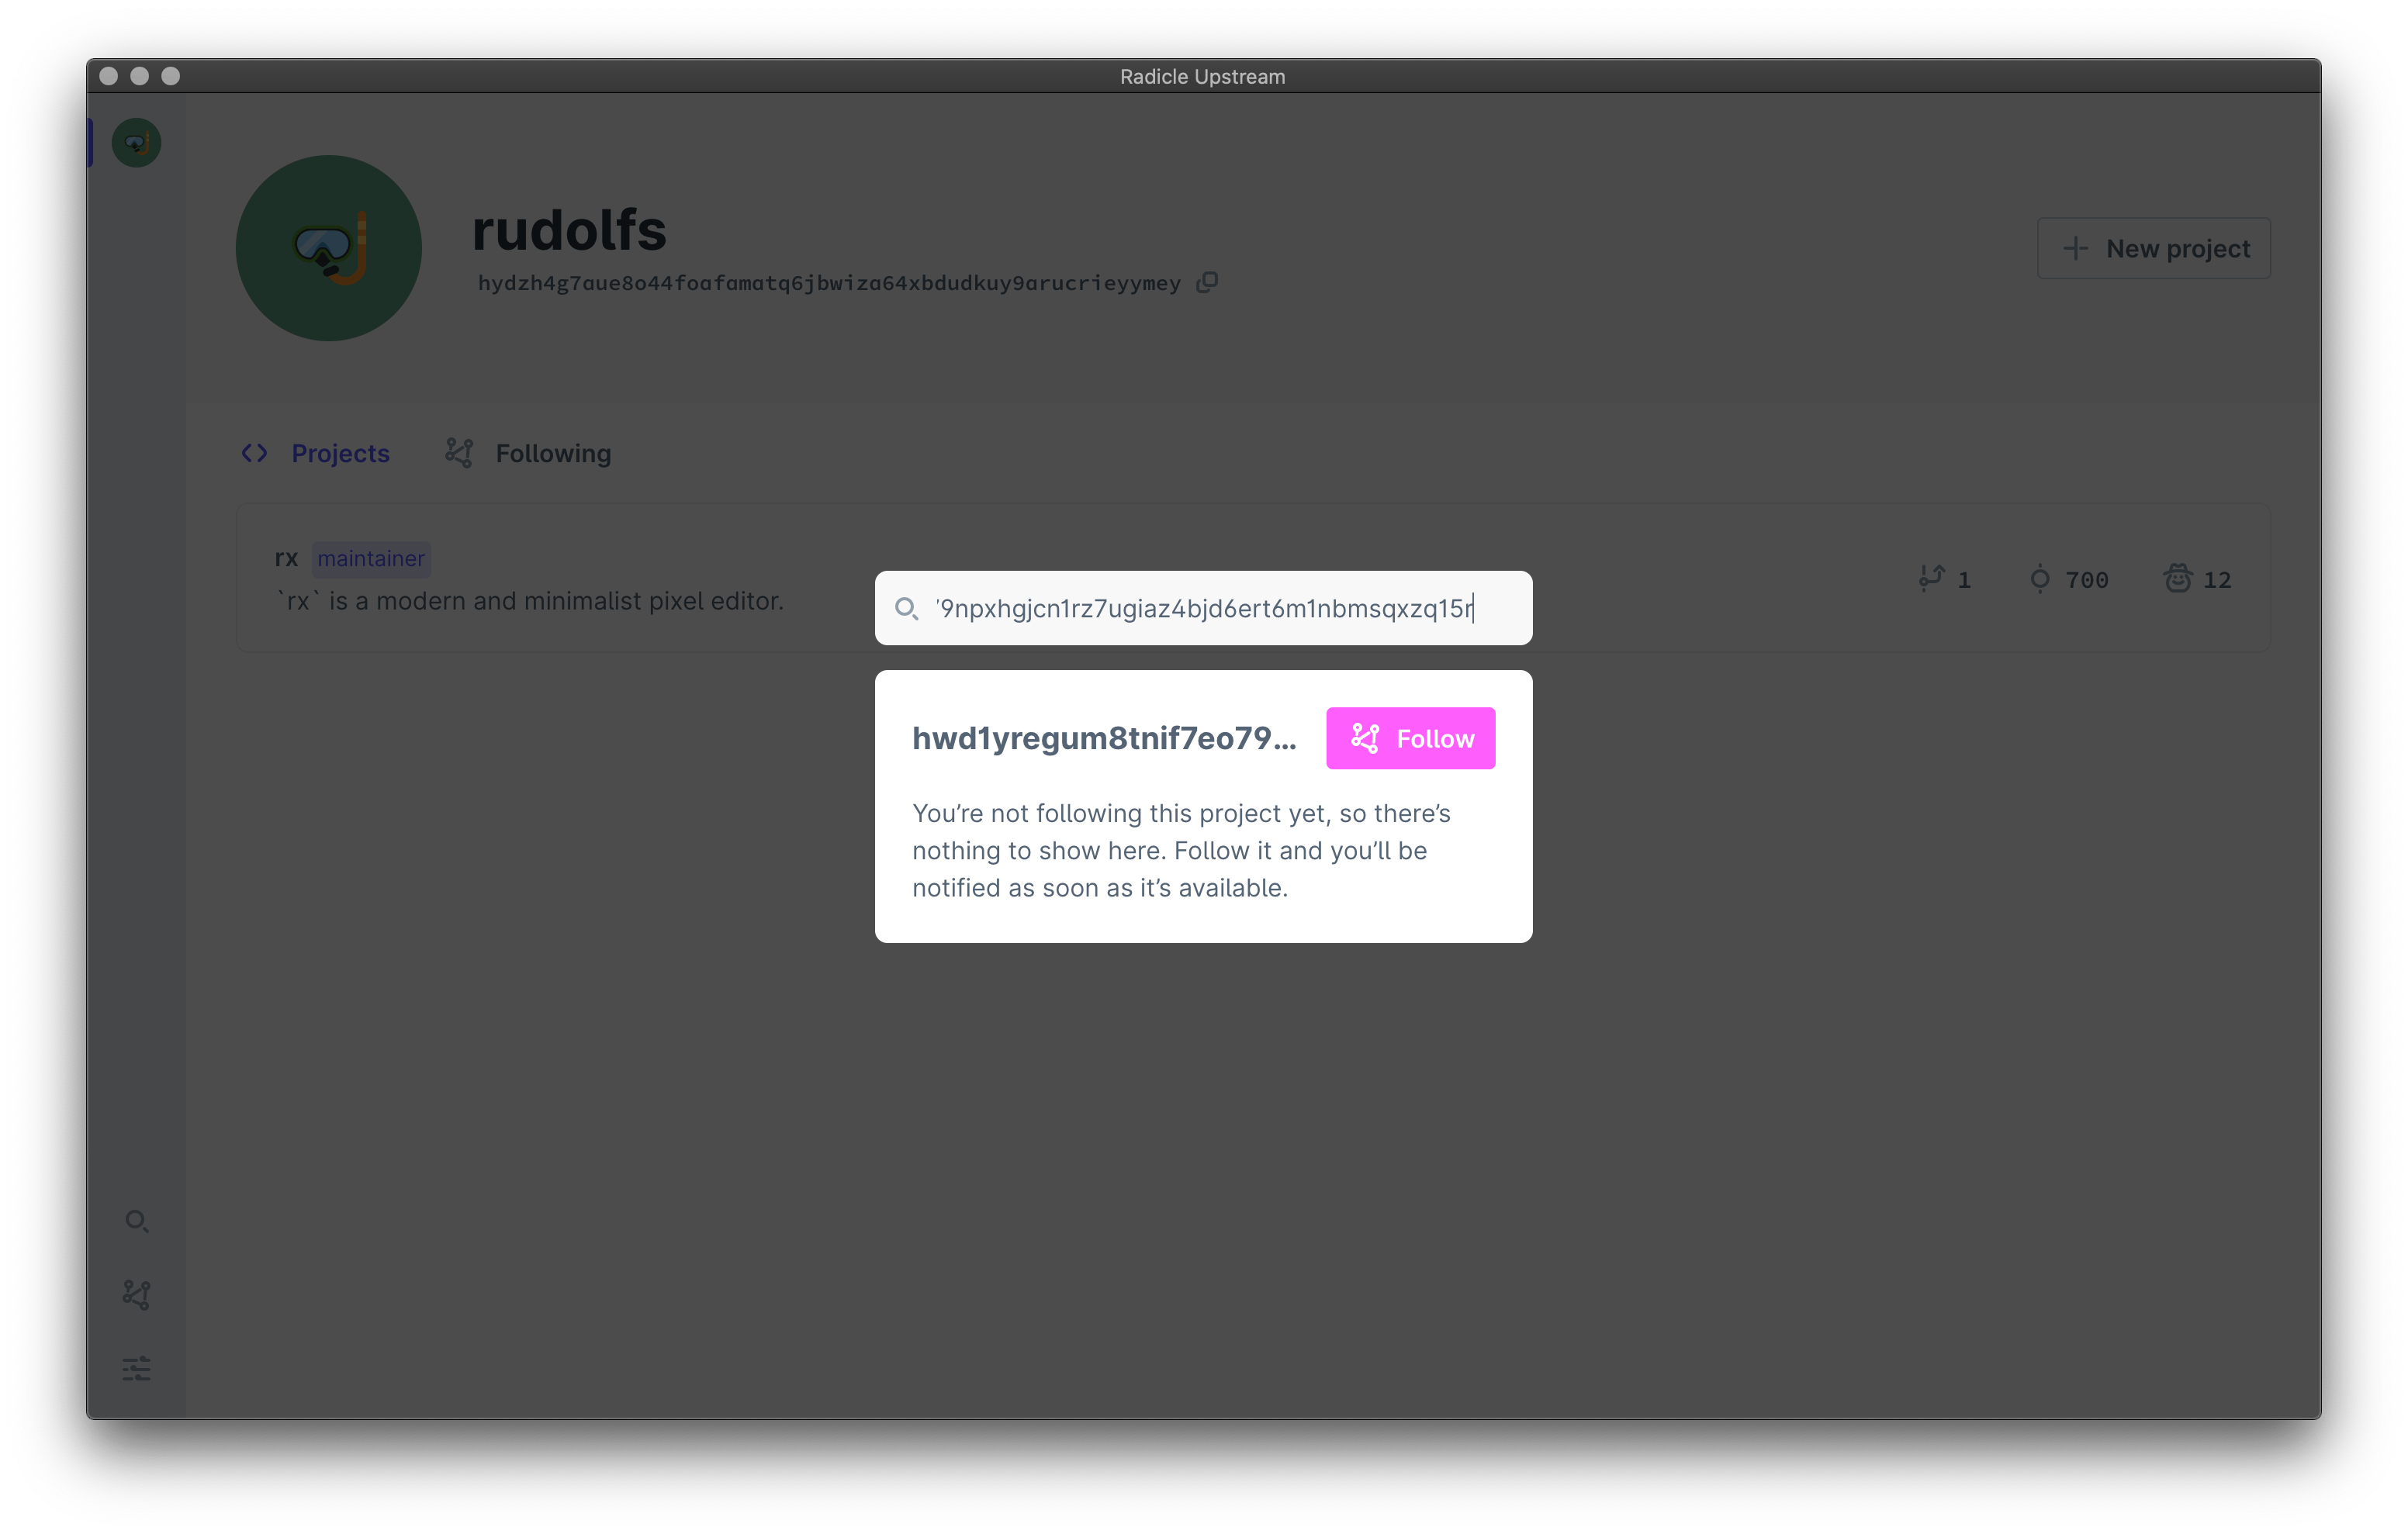 Radicle Upstream
rudolfs
hydzh4g7aue8o44foafamatq6jbwiza64xbdudkuy9arucrieyymey
New project
Projects
Following
rx maintainer
`rx` is a modern and minimalist pixel editor.
1 700 12
9npxhgjcn1rz7ugiaz4bjd6ert6m1nbmsqxzq15r
hwd1yregum8tnif7eo79...
Follow
You’re not following this project yet, so there’s
nothing to show here. Follow it and you’ll be
notified as soon as it’s available.